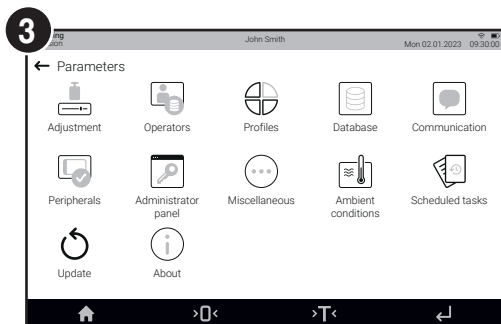 3
John Smith
Mon 02.01.2023 09:30:00
Parameters
Adjustment Operators Profiles Database Communication
Peripherals Administrator panel Miscellaneous Ambient conditions Scheduled tasks
Update About
>0< >T<